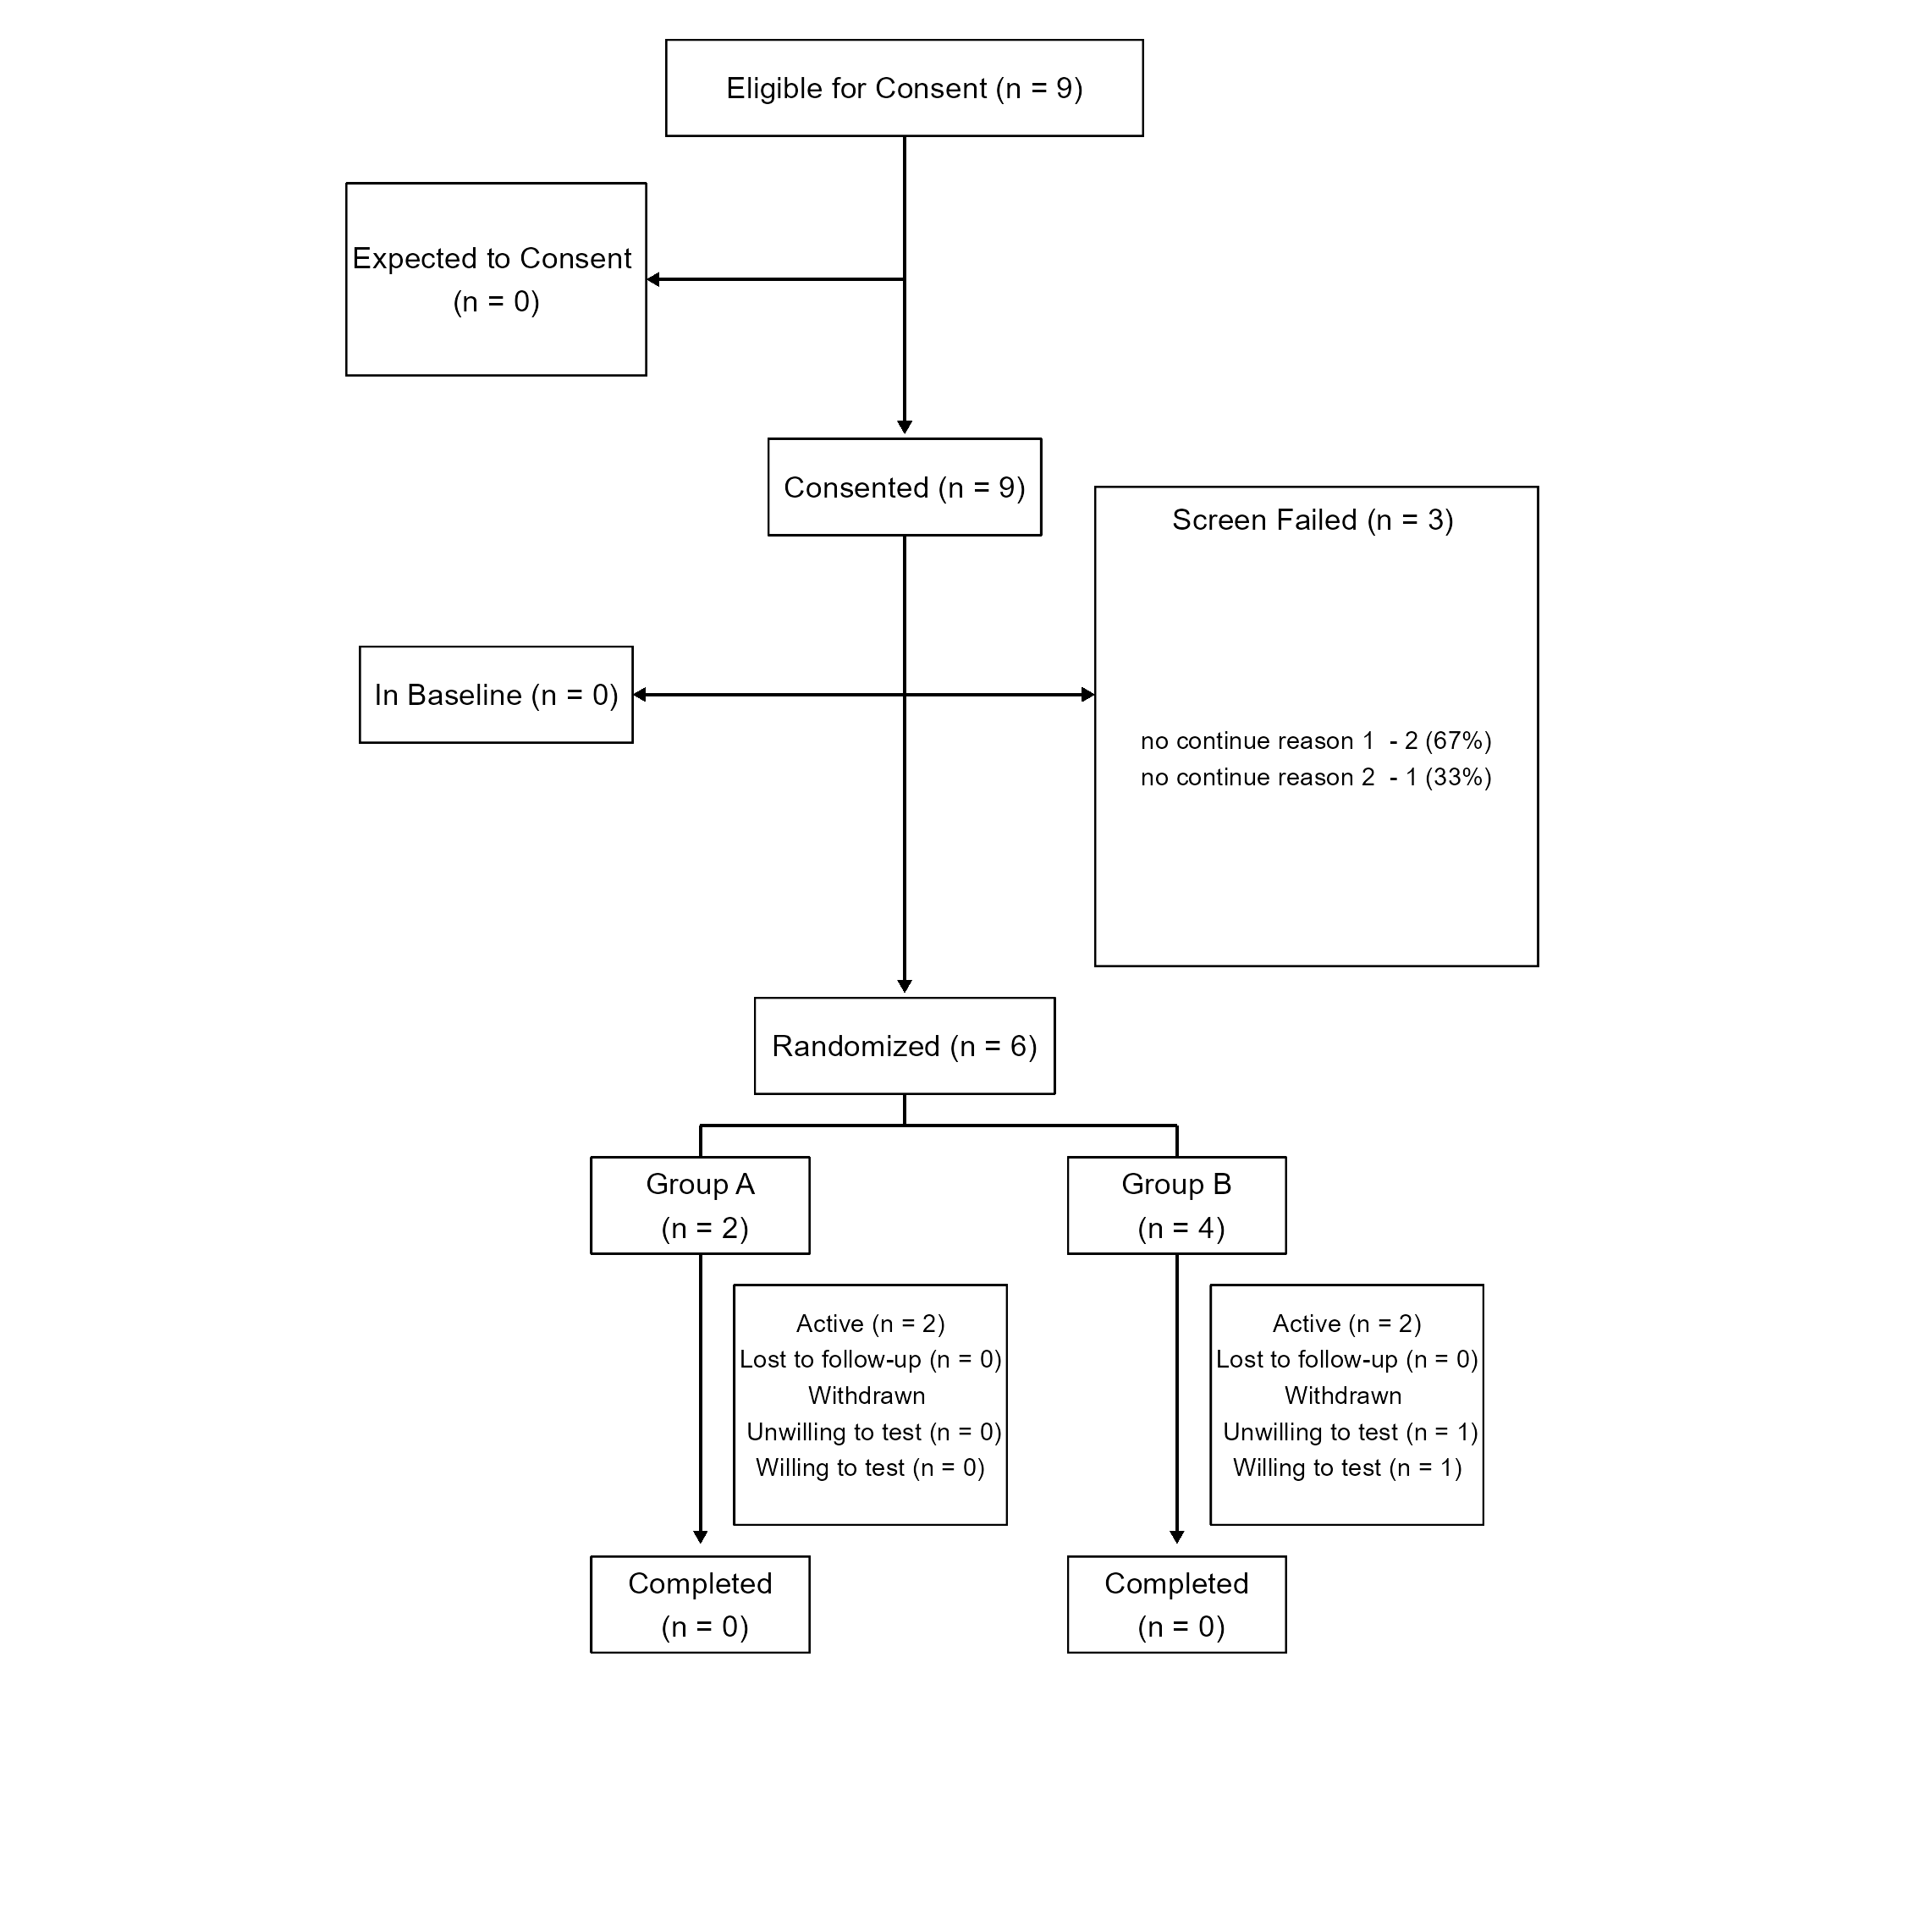 Eligible for Consent (n = 9)
Expected to Consent
(n = 0)
Consented (n = 9)
Screen Failed (n = 3)
In Baseline (n = 0)
no continue reason 1  - 2 (67%)
no continue reason 2  - 1 (33%)
Randomized (n = 6)
Group A
(n = 2)
Group B
(n = 4)
Active (n = 2)
Lost to follow-up (n = 0)
Withdrawn
Unwilling to test (n = 0)
Willing to test (n = 0)
Active (n = 2)
Lost to follow-up (n = 0)
Withdrawn
Unwilling to test (n = 1)
Willing to test (n = 1)
Completed
(n = 0)
Completed
(n = 0)